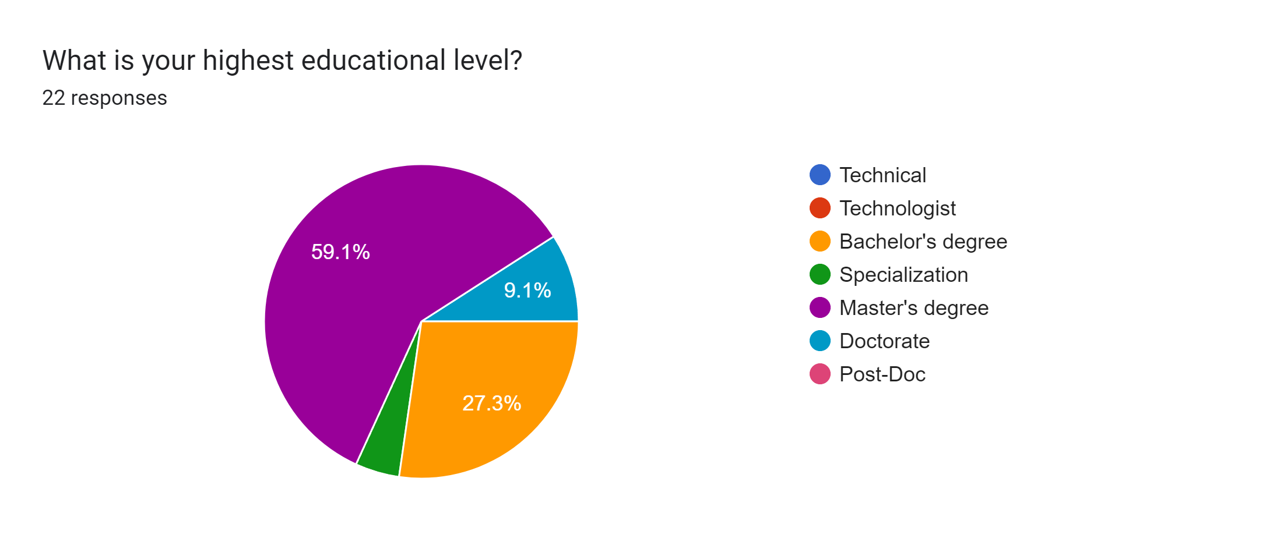 What is your highest educational level?
22 responses
59.1%
9.1%
27.3%
Technical
Technologist
Bachelor's degree
Specialization
Master's degree
Doctorate
Post-Doc